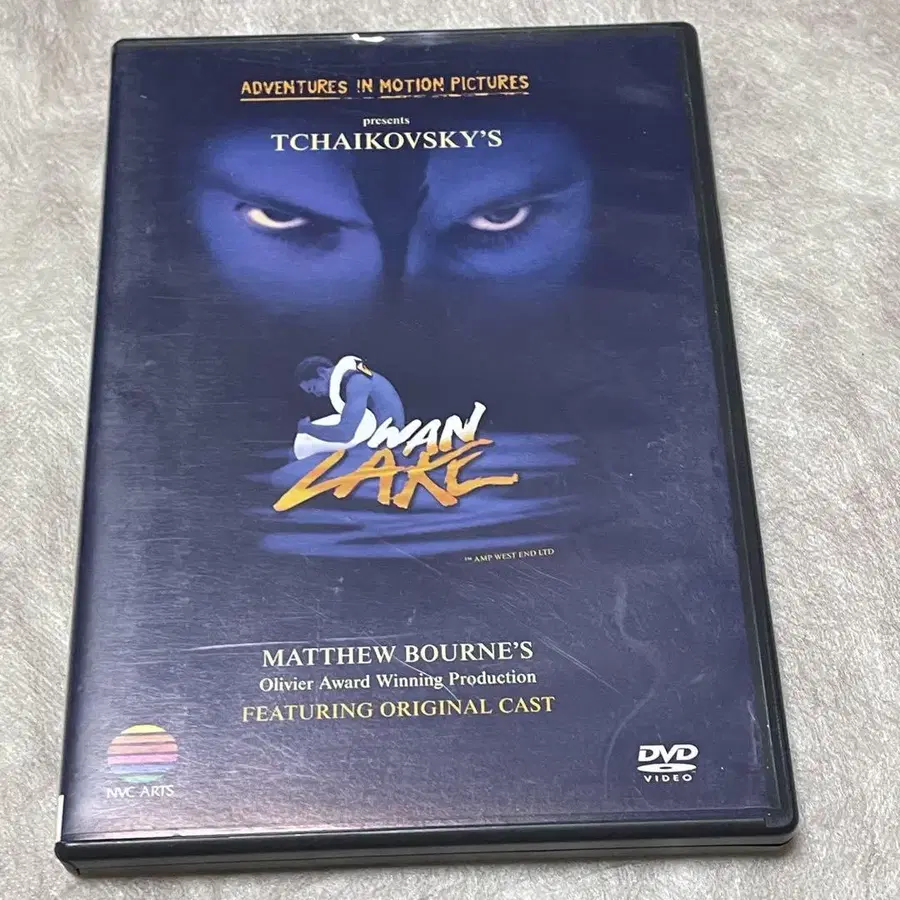 ADVENTURES IN MOTION PICTURES
presents
TCHAIKOVSKY'S
SWAN
LAKE
™ AMP WEST END LTD
MATTHEW BOURNE'S
Olivier Award Winning Production
FEATURING ORIGINAL CAST
NVC ARTS
DVD
VIDEO